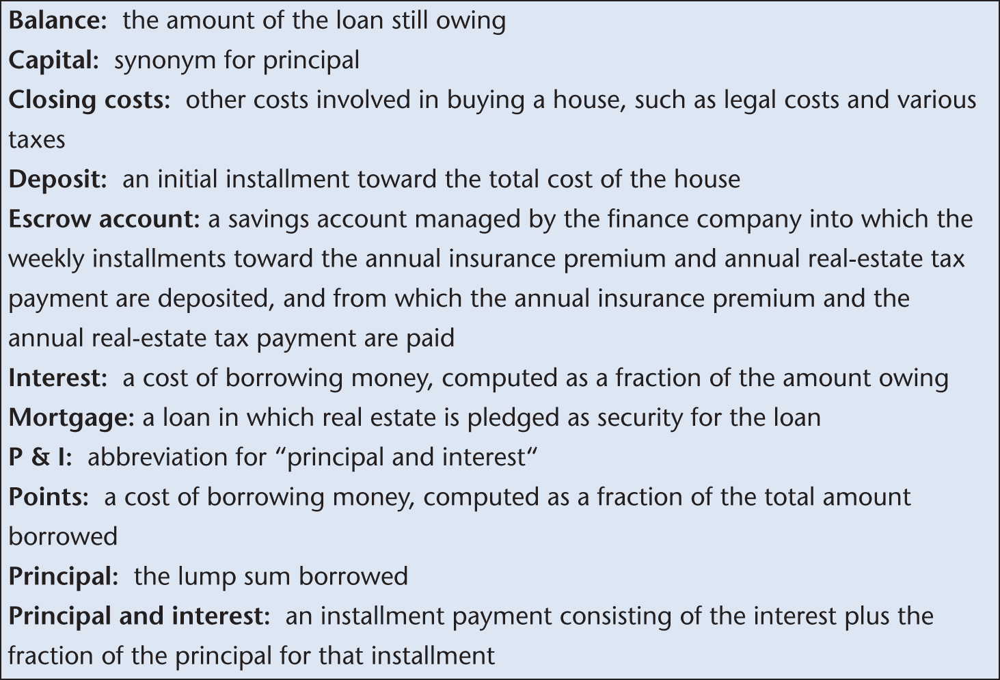 Balance: the amount of the loan still owing
Capital: synonym for principal
Closing costs: other costs involved in buying a house, such as legal costs and various
taxes
Deposit: an initial installment toward the total cost of the house
Escrow account: a savings account managed by the finance company into which the
weekly installments toward the annual insurance premium and annual real-estate tax
payment are deposited, and from which the annual insurance premium and the
annual real-estate tax payment are paid
Interest: a cost of borrowing money, computed as a fraction of the amount owing
Mortgage: a loan in which real estate is pledged as security for the loan
P & I: abbreviation for “principal and interest“
Points: a cost of borrowing money, computed as a fraction of the total amount
borrowed
Principal: the lump sum borrowed
Principal and interest: an installment payment consisting of the interest plus the
fraction of the principal for that installment